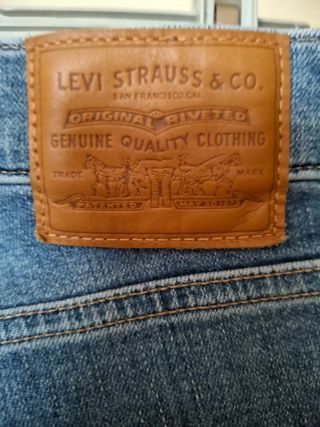 LEVI STRAUSS & CO.
SAN FRANCISCO CAL.
ORIGINAL RIVETED
GENUINE QUALITY CLOTHING
TRADE MARK
PATENTED MAY 20 1873